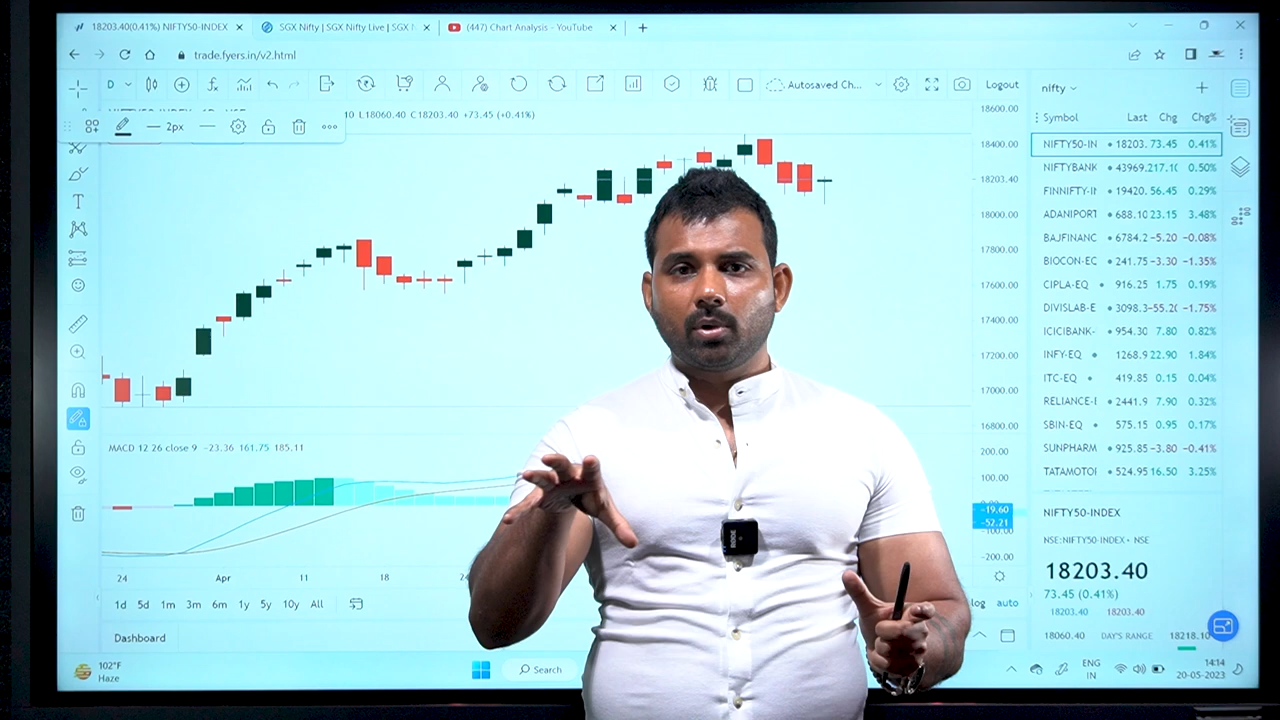 18203.40(0.41%) NIFTY50-INDEX
SGX Nifty | SGX Nifty Live | SGX
(447) Chart Analysis - YouTube
trade.fyers.in/v2.html
D
Autosaved Ch...
Logout
nifty
10 L18060.40 C18203.40 +73.45 (+0.41%)
2px
Symbol Last Chg Chg%
NIFTY50-IN 18203. 73.45 0.41%
NIFTYBANK 43969. 217.10 0.50%
FINNIFTY-IN 19420. 56.45 0.29%
ADANIPORT 688.10 23.15 3.48%
BAJFINANC 6784.2 -5.20 -0.08%
BIOCON-EC 241.75 -3.30 -1.35%
CIPLA-EQ 916.25 1.75 0.19%
DIVISLAB-E 3098.3 -55.20 -1.75%
ICICIBANK- 954.30 7.80 0.82%
INFY-EQ 1268.9 22.90 1.84%
ITC-EQ 419.85 0.15 0.04%
RELIANCE-E 2441.9 7.90 0.32%
SBIN-EQ 575.15 0.95 0.17%
SUNPHARM 925.85 -3.80 -0.41%
TATAMOTOI 524.95 16.50 3.25%
18600.00
18400.00
18203.40
18000.00
17800.00
17600.00
17400.00
17200.00
17000.00
16800.00
200.00
100.00
-19.60
-52.21
-200.00
MACD 12 26 close 9 -23.36 161.75 185.11
24 Apr 11 18
1d 5d 1m 3m 6m 1y 5y 10y All
log auto
Dashboard
NIFTY50-INDEX
NSE:NIFTY50-INDEX • NSE
18203.40
73.45 (0.41%)
18203.40 18203.40
18060.40 DAY'S RANGE 18218.10
RODE
102°F
Haze
Search
ENG
IN
14:14
20-05-2023